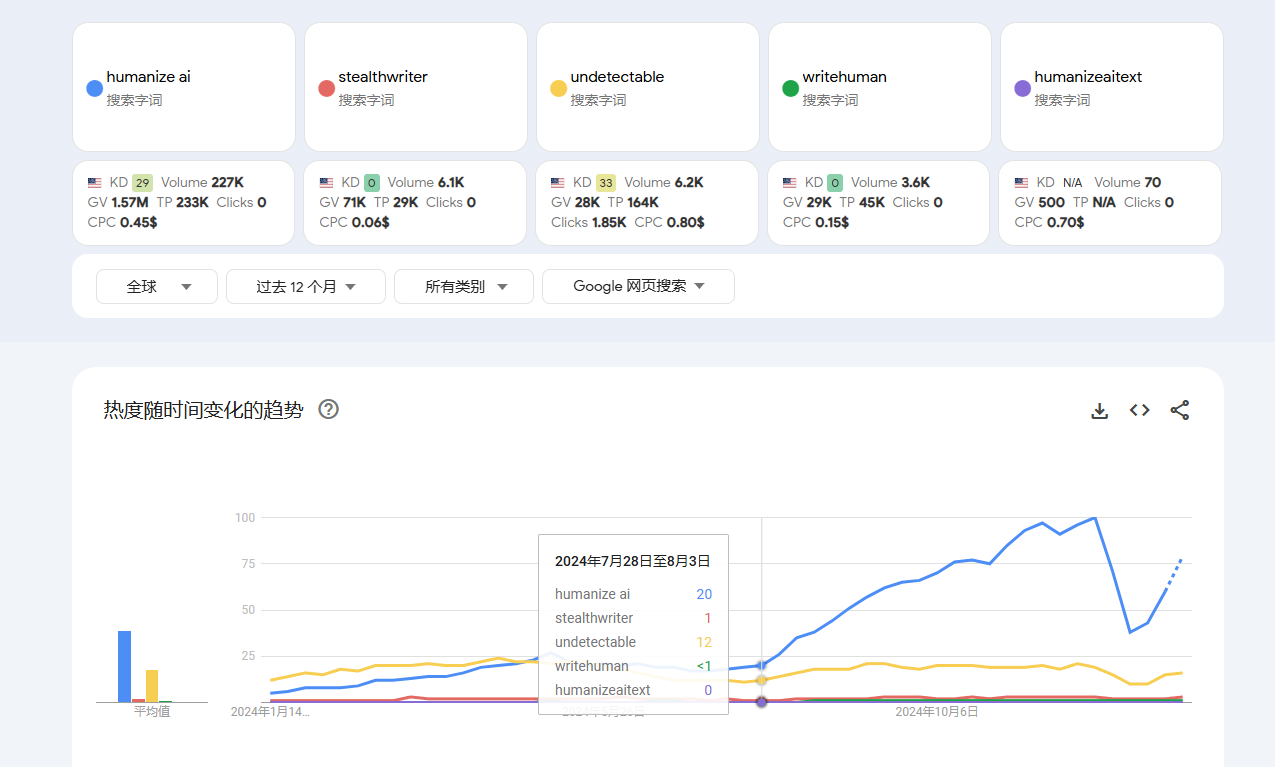 humanize ai
搜索字词
stealthwriter
搜索字词
undetectable
搜索字词
writehuman
搜索字词
humanizeaitext
搜索字词
KD 29 Volume 227K
GV 1.57M TP 233K Clicks 0
CPC 0.45$
KD 0 Volume 6.1K
GV 71K TP 29K Clicks 0
CPC 0.06$
KD 33 Volume 6.2K
GV 28K TP 164K
Clicks 1.85K CPC 0.80$
KD 0 Volume 3.6K
GV 29K TP 45K Clicks 0
CPC 0.15$
KD N/A Volume 70
GV 500 TP N/A Clicks 0
CPC 0.70$
全球
过去 12 个月
所有类别
Google 网页搜索
热度随时间变化的趋势
100
75
50
25
2024年7月28日至8月3日
humanize ai 20
stealthwriter 1
undetectable 12
writehuman <1
humanizeaitext 0
平均值
2024年1月14...
2024年10月6日